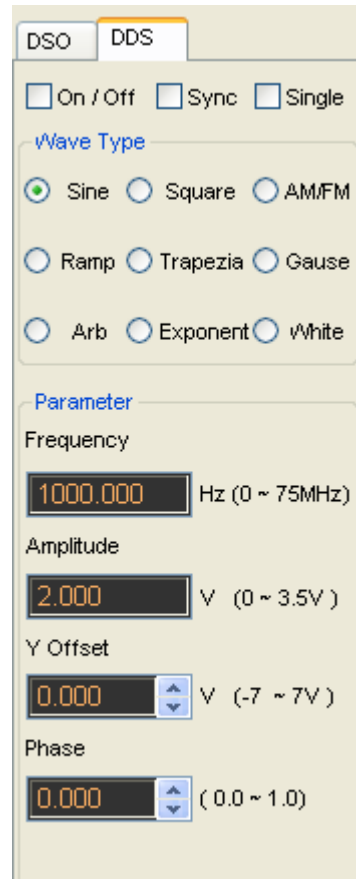 DSO DDS
On / Off Sync Single
Wave Type
Sine Square AM/FM
Ramp Trapezia Gause
Arb Exponent White
Parameter
Frequency
1000.000 Hz (0 ~ 75MHz)
Amplitude
2.000 V (0 ~ 3.5V )
Y Offset
0.000 V (-7 ~ 7V )
Phase
0.000 ( 0.0 ~ 1.0)